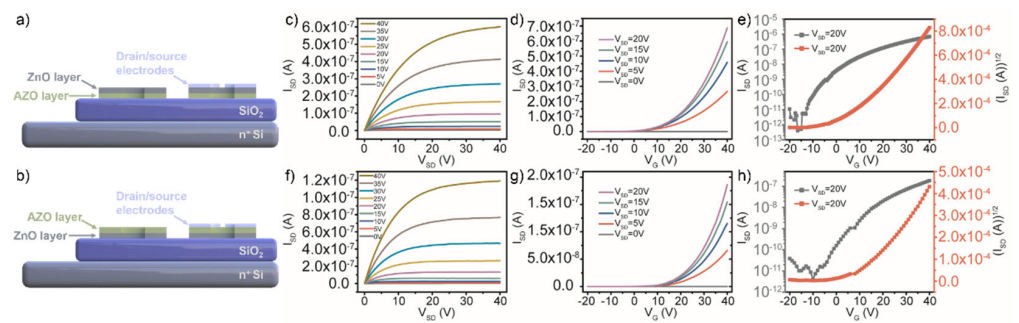 a)
Drain/source
electrodes
ZnO layer
AZO layer
SiO2
n+ Si
b)
Drain/source
electrodes
AZO layer
ZnO layer
SiO2
n+ Si
c)
6.0x10-7
5.0x10-7
4.0x10-7
3.0x10-7
2.0x10-7
1.0x10-7
0.0
ISD (A)
40V
35V
30V
25V
20V
15V
10V
5V
0V
0 10 20 30 40
VSD (V)
d)
7.0x10-7
6.0x10-7
5.0x10-7
4.0x10-7
3.0x10-7
2.0x10-7
1.0x10-7
0.0
ISD (A)
VSD=20V
VSD=15V
VSD=10V
VSD=5V
VSD=0V
-20 -10 0 10 20 30 40
VG (V)
e)
10-5
10-6
10-7
10-8
10-9
10-10
10-11
10-12
10-13
ISD (A)
VSD=20V
VSD=20V
8.0x10-4
6.0x10-4
4.0x10-4
2.0x10-4
0.0
(ISD (A))1/2
-20 -10 0 10 20 30 40
VG (V)
f)
1.2x10-7
1.0x10-7
8.0x10-7
6.0x10-7
4.0x10-7
2.0x10-7
0.0
ISD (A)
40V
35V
30V
25V
20V
15V
10V
5V
0V
0 10 20 30 40
VSD (V)
g)
2.0x10-7
1.5x10-7
1.0x10-7
5.0x10-8
0.0
ISD (A)
VSD=20V
VSD=15V
VSD=10V
VSD=5V
VSD=0V
-20 -10 0 10 20 30 40
VG (V)
h)
10-7
10-8
10-9
10-10
10-11
10-12
ISD (A)
VSD=20V
VSD=20V
5.0x10-4
4.0x10-4
3.0x10-4
2.0x10-4
1.0x10-4
0.0
(ISD (A))1/2
-20 -10 0 10 20 30 40
VG (V)